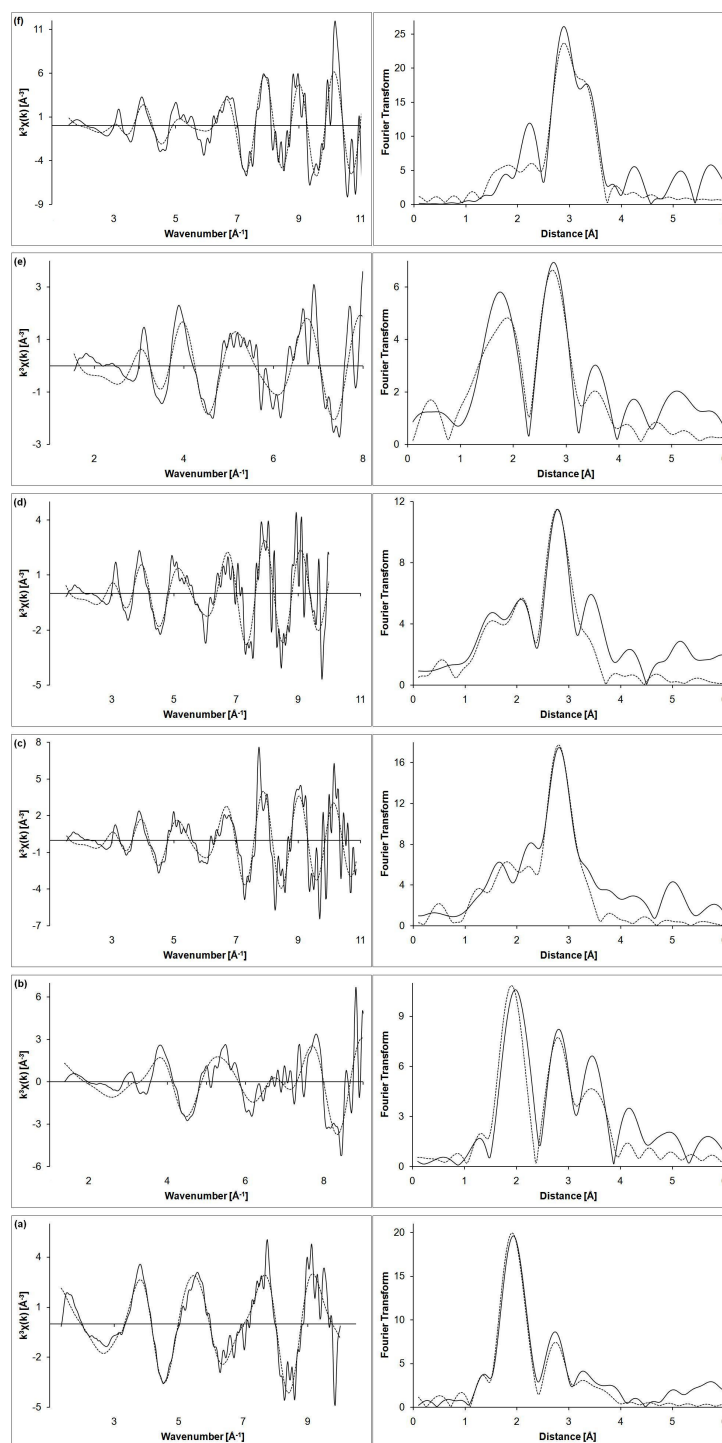 (f)
k³χ(k) [Å⁻³]
11
6
1
-4
-9
3 5 7 9 11
Wavenumber [Å⁻¹]
Fourier Transform
25
20
15
10
5
0
0 1 2 3 4 5
Distance [Å]
(e)
k³χ(k) [Å⁻³]
3
1
-1
-3
2 4 6 8
Wavenumber [Å⁻¹]
Fourier Transform
6
4
2
0
0 1 2 3 4 5
Distance [Å]
(d)
k³χ(k) [Å⁻³]
4
1
-2
-5
3 5 7 9 11
Wavenumber [Å⁻¹]
Fourier Transform
12
8
4
0
0 1 2 3 4 5
Distance [Å]
(c)
k³χ(k) [Å⁻³]
8
5
2
-1
-4
-7
3 5 7 9 11
Wavenumber [Å⁻¹]
Fourier Transform
16
12
8
4
0
0 1 2 3 4 5
Distance [Å]
(b)
k³χ(k) [Å⁻³]
6
3
0
-3
-6
2 4 6 8
Wavenumber [Å⁻¹]
Fourier Transform
9
6
3
0
0 1 2 3 4 5
Distance [Å]
(a)
k³χ(k) [Å⁻³]
4
1
-2
-5
3 5 7 9
Wavenumber [Å⁻¹]
Fourier Transform
20
15
10
5
0
0 1 2 3 4 5
Distance [Å]